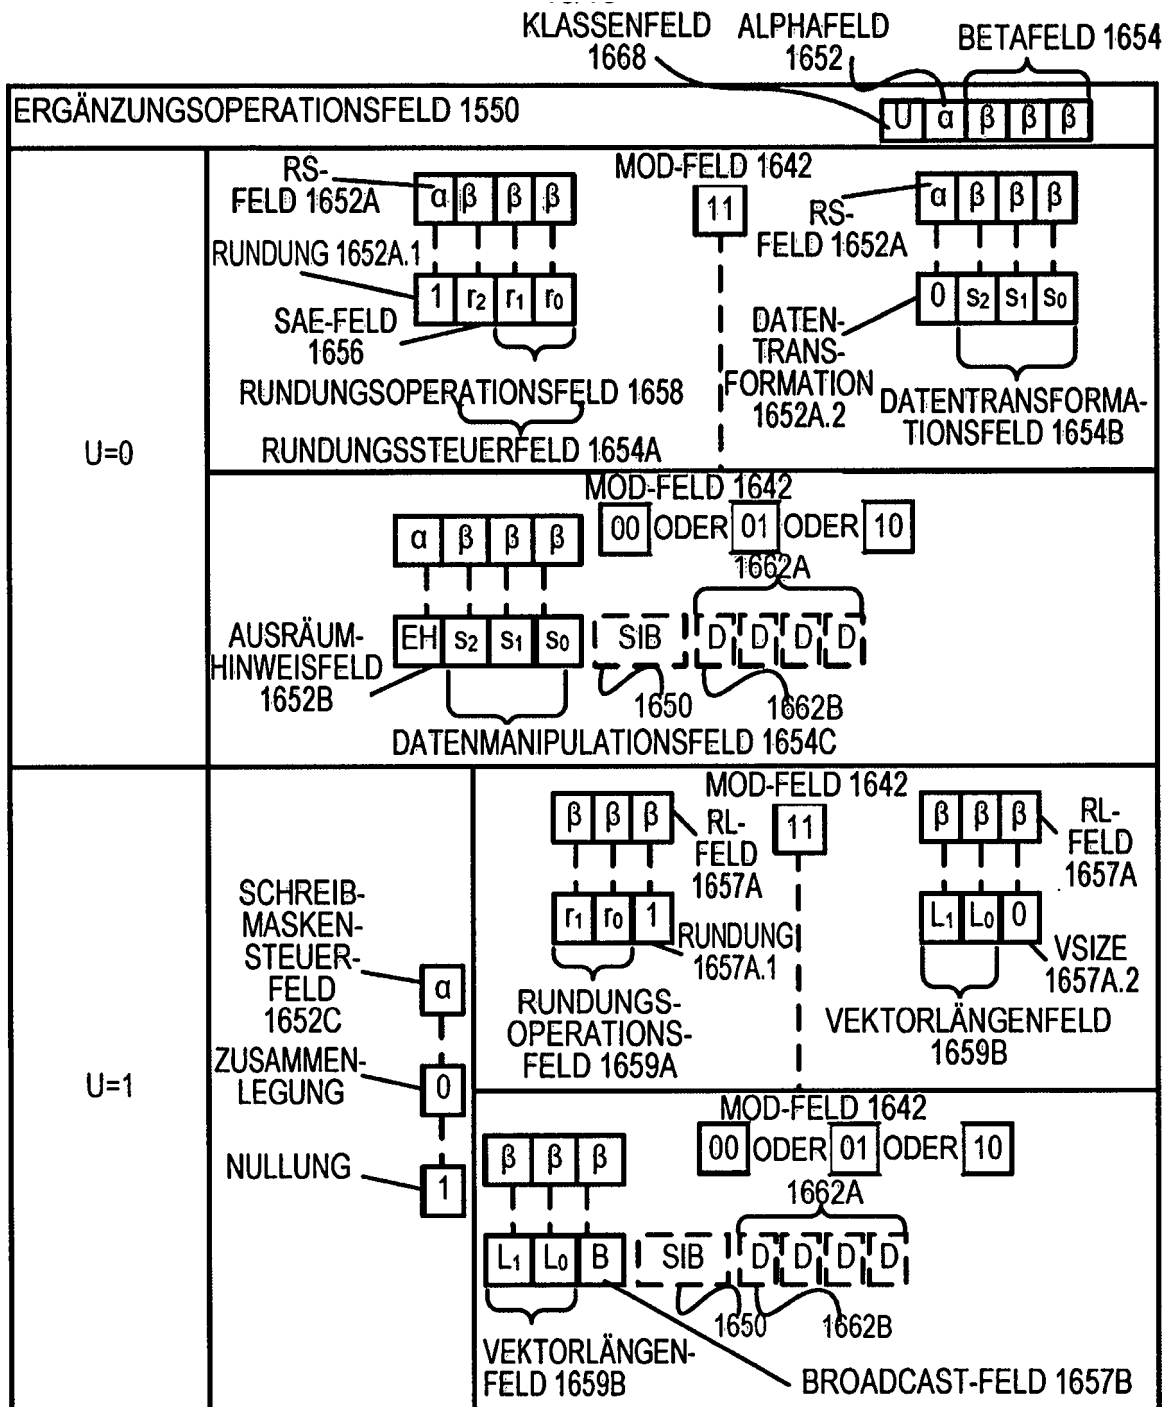 KLASSENFELD
1668
ALPHAFELD
1652
BETAFELD 1654
ERGÄNZUNGSOPERATIONSFELD 1550
U α β β β
U=0
RS-
FELD 1652A
α β β β
RUNDUNG 1652A.1
1 r2 r1 r0
SAE-FELD
1656
RUNDUNGSOPERATIONSFELD 1658
RUNDUNGSSTEUERFELD 1654A
MOD-FELD 1642
11
RS-
FELD 1652A
α β β β
0 s2 s1 s0
DATEN-
TRANS-
FORMATION
1652A.2
DATENTRANSFORMA-
TIONSFELD 1654B
MOD-FELD 1642
00 ODER 01 ODER 10
α β β β
1662A
AUSRÄUM-
HINWEISFELD
1652B
EH s2 s1 s0
SIB D D D D
1650
1662B
DATENMANIPULATIONSFELD 1654C
U=1
SCHREIB-
MASKEN-
STEUER-
FELD
1652C
α
ZUSAMMEN-
LEGUNG
0
NULLUNG
1
MOD-FELD 1642
11
β β β
RL-
FELD
1657A
r1 r0 1
RUNDUNG
1657A.1
RUNDUNGS-
OPERATIONS-
FELD 1659A
β β β
RL-
FELD
1657A
L1 L0 0
VSIZE
1657A.2
VEKTORLÄNGENFELD
1659B
MOD-FELD 1642
00 ODER 01 ODER 10
β β β
1662A
L1 L0 B
SIB D D D D
1650
1662B
VEKTORLÄNGEN-
FELD 1659B
BROADCAST-FELD 1657B